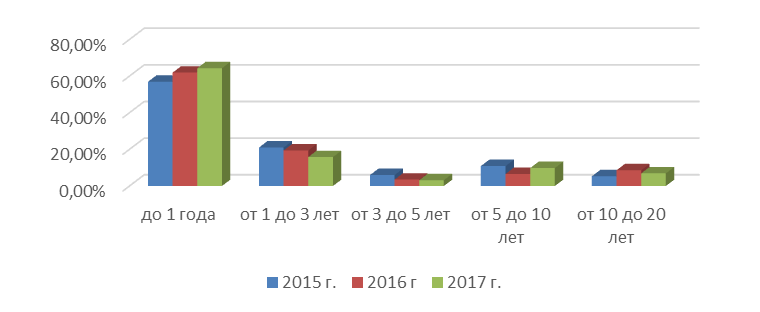 80,00%
60,00%
40,00%
20,00%
0,00%
до 1 года
от 1 до 3 лет
от 3 до 5 лет
от 5 до 10
лет
от 10 до 20
лет
2015 г.
2016 г
2017 г.